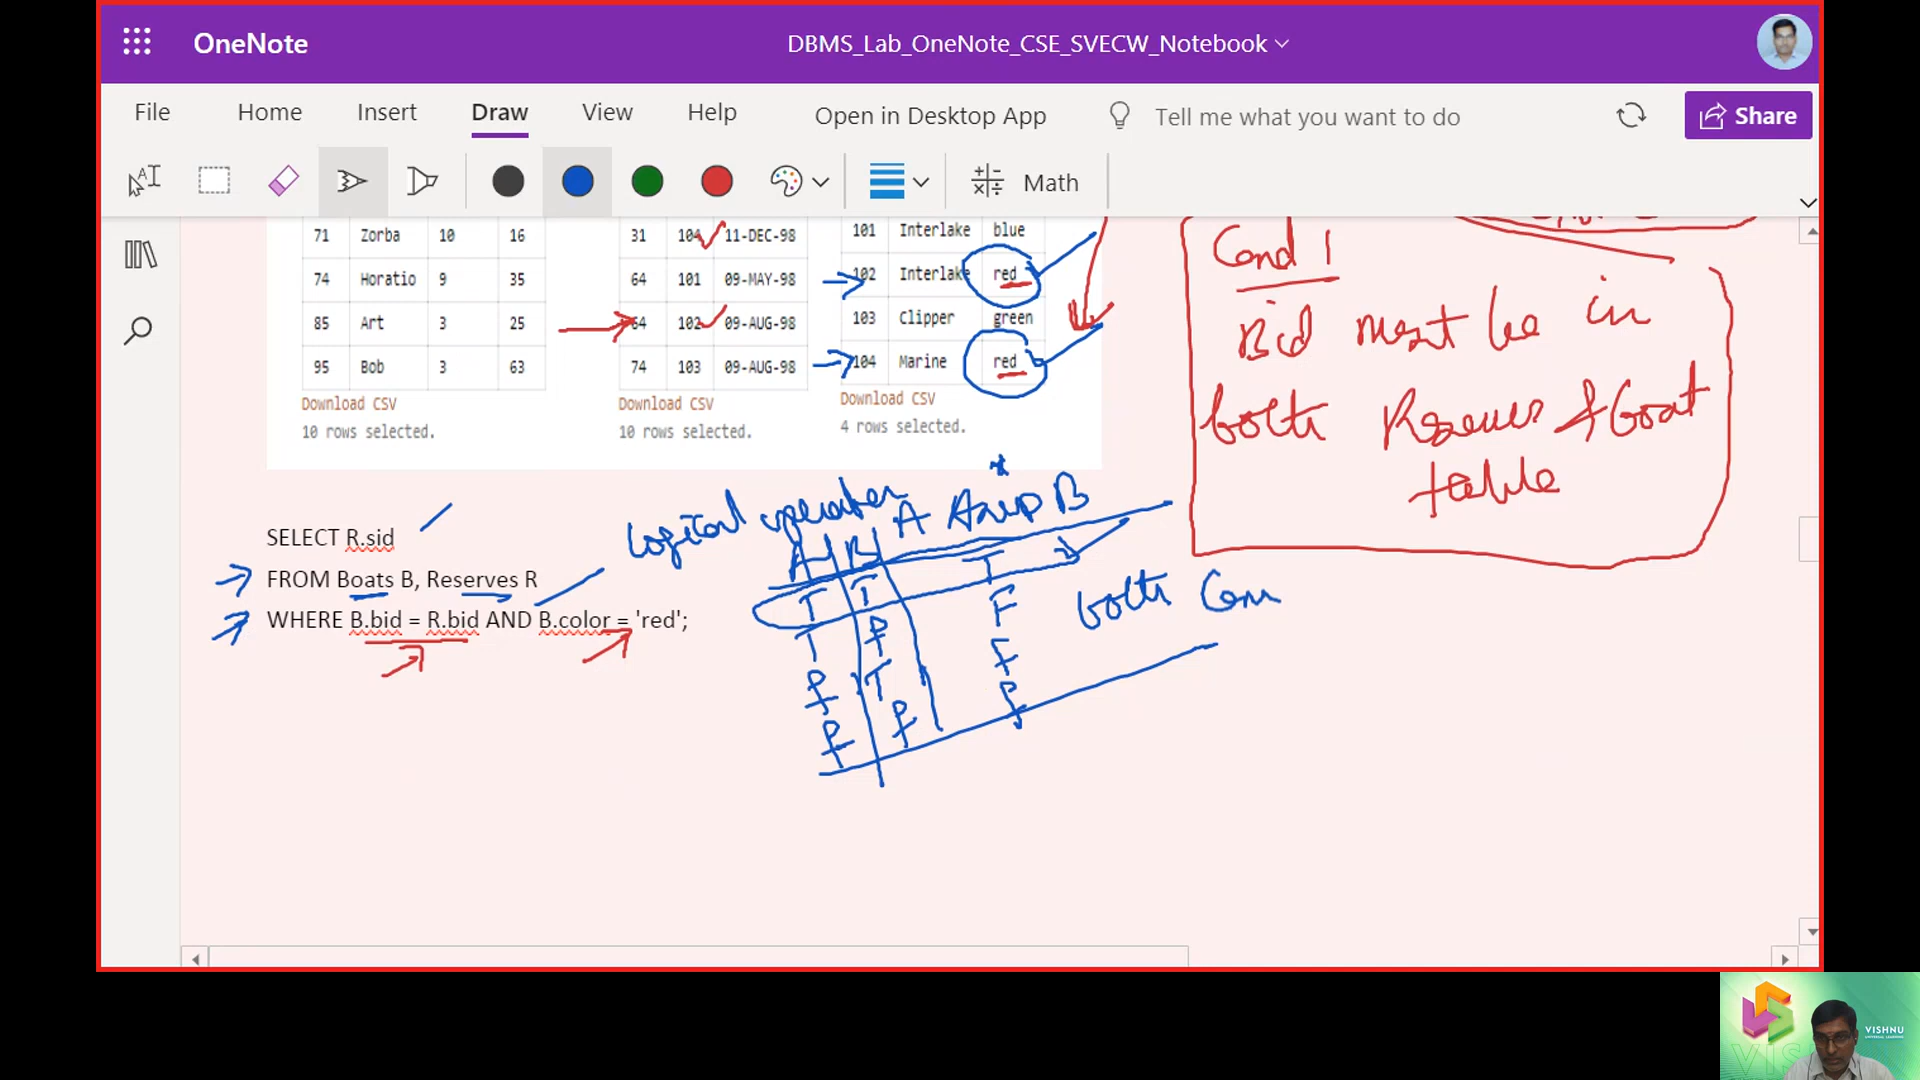 OneNote
DBMS_Lab_OneNote_CSE_SVECW_Notebook
File Home Insert Draw View Help Open in Desktop App Tell me what you want to do Share
Math
71 Zorba 10 16
74 Horatio 9 35
85 Art 3 25
95 Bob 3 63
Download CSV
10 rows selected.
31 104 11-DEC-98
64 101 09-MAY-98
64 102 09-AUG-98
74 103 09-AUG-98
Download CSV
10 rows selected.
101 Interlake blue
102 Interlake red
103 Clipper green
104 Marine red
Download CSV
4 rows selected.
Cond 1
Bid must be in
both Reserves & Boat
table
SELECT R.sid
FROM Boats B, Reserves R
WHERE B.bid = R.bid AND B.color = 'red';
Logical operator
A B A AND B
T T T
T F F
F T F
F F F
both Con
VISHNU
UNIVERSAL LEARNING